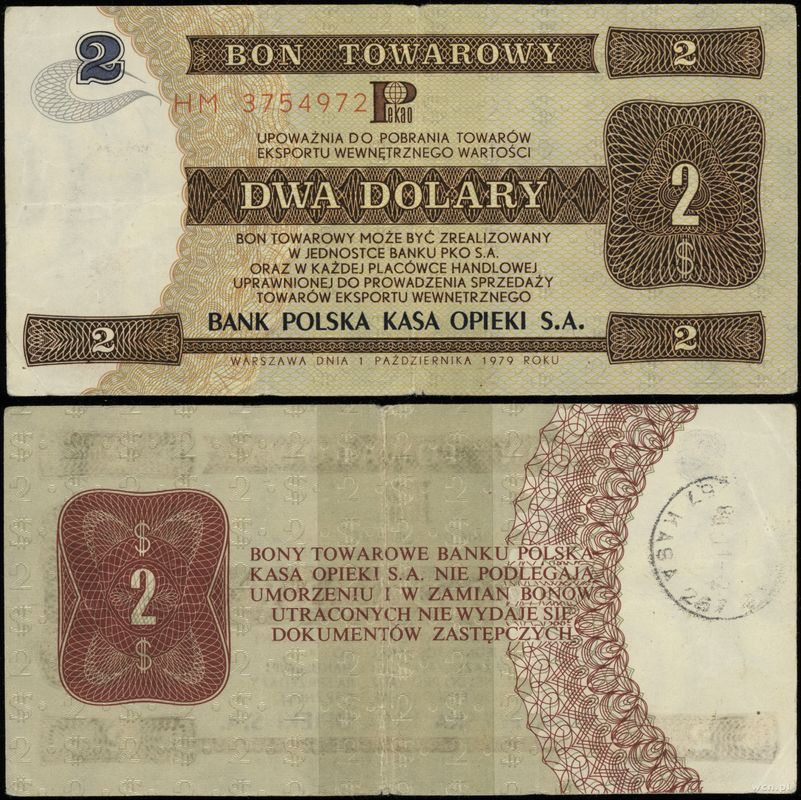 2
BON TOWAROWY
2
HM 3754972
Pekao
UPOWAŻNIA DO POBRANIA TOWARÓW
EKSPORTU WEWNĘTRZNEGO WARTOŚCI
DWA DOLARY
2
$
BON TOWAROWY MOŻE BYĆ ZREALIZOWANY
W JEDNOSTCE BANKU PKO S.A.
ORAZ W KAŻDEJ PLACÓWCE HANDLOWEJ
UPRAWNIONEJ DO PROWADZENIA SPRZEDAŻY
TOWARÓW EKSPORTU WEWNĘTRZNEGO
BANK POLSKA KASA OPIEKI S.A.
2
2
WARSZAWA DNIA 1 PAŹDZIERNIKA 1979 ROKU
$
2
$
BONY TOWAROWE BANKU POLSKA
KASA OPIEKI S.A. NIE PODLEGAJĄ
UMORZENIU I W ZAMIAN BONÓW
UTRACONYCH NIE WYDAJE SIĘ
DOKUMENTÓW ZASTĘPCZYCH
KASA
wcn.pl